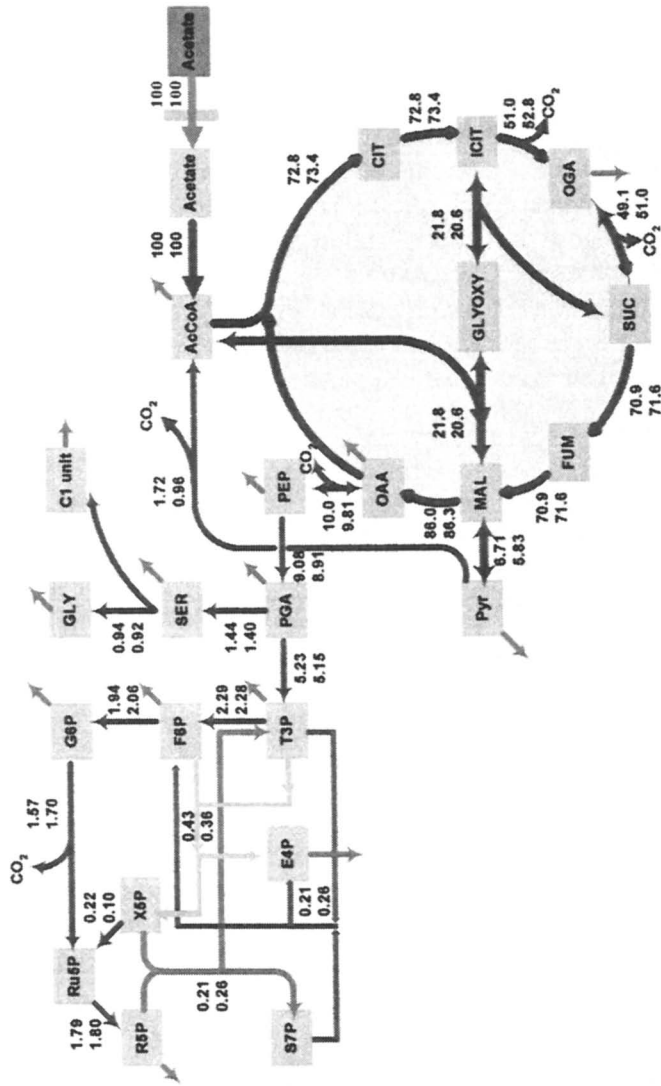 Acetate
100
100
Acetate
100
100
AcCoA
CO2
1.72
0.96
C1 unit
GLY
0.94
0.92
SER
1.44
1.40
PGA
9.08
8.91
PEP
10.0
9.81
CO2
OAA
86.0
86.3
MAL
6.71
5.83
Pyr
70.9
71.6
FUM
70.9
71.6
SUC
49.1
51.0
CO2
OGA
51.0
52.8
CO2
ICIT
72.8
73.4
CIT
72.8
73.4
21.8
20.6
GLYOXY
21.8
20.6
5.23
5.15
T3P
2.29
2.28
F6P
1.94
2.06
G6P
1.57
1.70
CO2
Ru5P
0.22
0.10
X5P
1.79
1.80
R5P
0.21
0.26
S7P
0.43
0.36
E4P
0.21
0.26